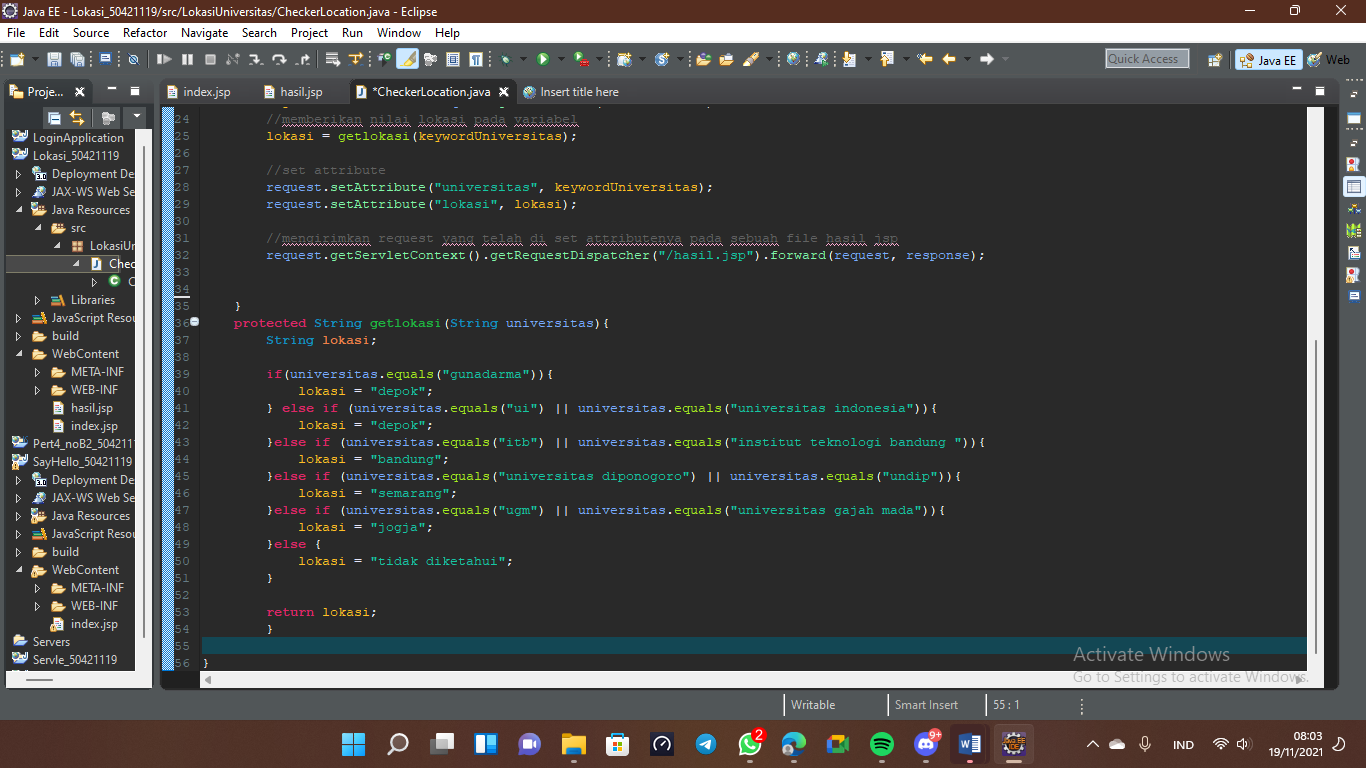 Java EE - Lokasi_50421119/src/LokasiUniversitas/CheckerLocation.java - Eclipse
File Edit Source Refactor Navigate Search Project Run Window Help
Quick Access Java EE Web
Proje...
LoginApplication
Lokasi_50421119
Deployment De
JAX-WS Web Se
Java Resources
src
LokasiUr
Chec
C
Libraries
JavaScript Resou
build
WebContent
META-INF
WEB-INF
hasil.jsp
index.jsp
Pert4_noB2_504211
SayHello_50421119
Deployment De
JAX-WS Web Se
Java Resources
JavaScript Resou
build
WebContent
META-INF
WEB-INF
index.jsp
Servers
Servle_50421119
index.jsp hasil.jsp *CheckerLocation.java Insert title here
24 //memberikan nilai lokasi pada variabel
25 lokasi = getlokasi(keywordUniversitas);
26
27 //set attribute
28 request.setAttribute("universitas", keywordUniversitas);
29 request.setAttribute("lokasi", lokasi);
30
31 //mengirimkan request yang telah di set attributenya pada sebuah file hasil jsp
32 request.getServletContext().getRequestDispatcher("/hasil.jsp").forward(request, response);
33
34
35 }
36 protected String getlokasi(String universitas){
37 String lokasi;
38
39 if(universitas.equals("gunadarma")){
40 lokasi = "depok";
41 } else if (universitas.equals("ui") || universitas.equals("universitas indonesia")){
42 lokasi = "depok";
43 }else if (universitas.equals("itb") || universitas.equals("institut teknologi bandung ")){
44 lokasi = "bandung";
45 }else if (universitas.equals("universitas diponogoro") || universitas.equals("undip")){
46 lokasi = "semarang";
47 }else if (universitas.equals("ugm") || universitas.equals("universitas gajah mada")){
48 lokasi = "jogja";
49 }else {
50 lokasi = "tidak diketahui";
51 }
52
53 return lokasi;
54 }
55
56 }
Activate Windows
Go to Settings to activate Windows.
Writable Smart Insert 55 : 1
2 9+ IND 08:03
19/11/2021